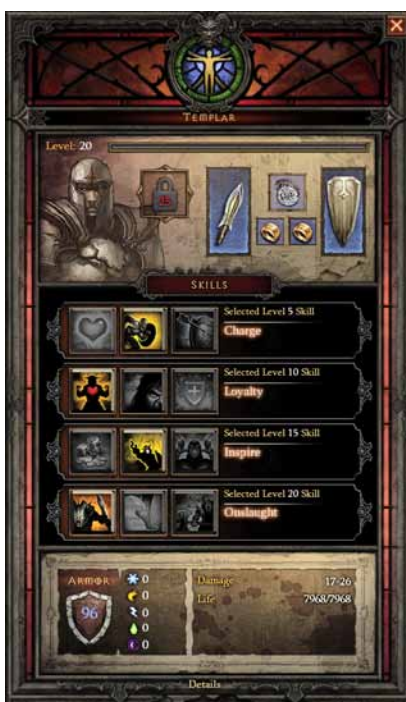 TEMPLAR
Level: 20
SKILLS
Selected Level 5 Skill
Charge
Selected Level 10 Skill
Loyalty
Selected Level 15 Skill
Inspire
Selected Level 20 Skill
Onslaught
ARMOR
96
0
0
0
0
0
Damage 17-26
Life 7968/7968
Details